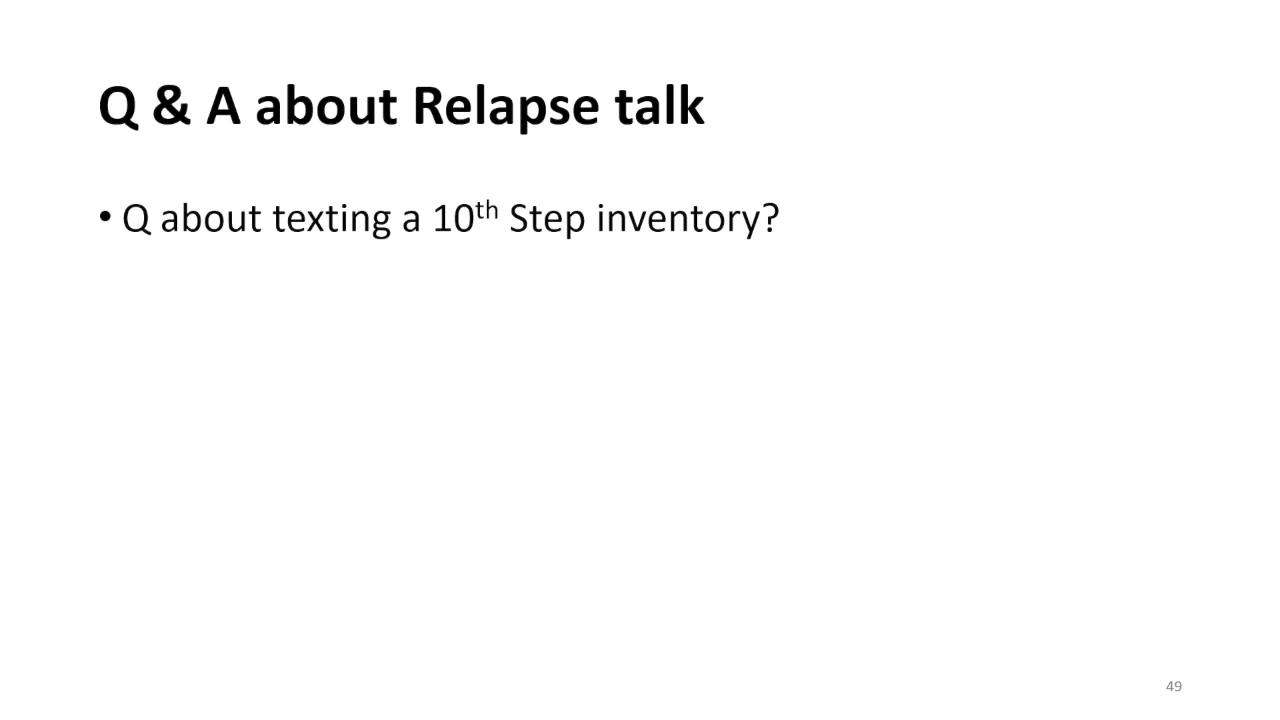 Q & A about Relapse talk
• Q about texting a 10th Step inventory?
49